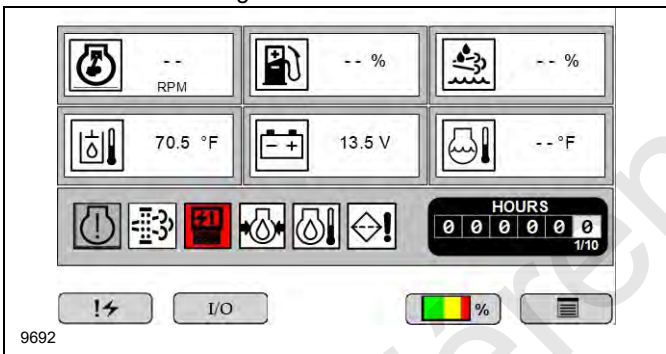 -- RPM
-- %
-- %
70.5 °F
13.5 V
--°F
HOURS
0 0 0 0 0 0
1/10
!
I/O
%
9692